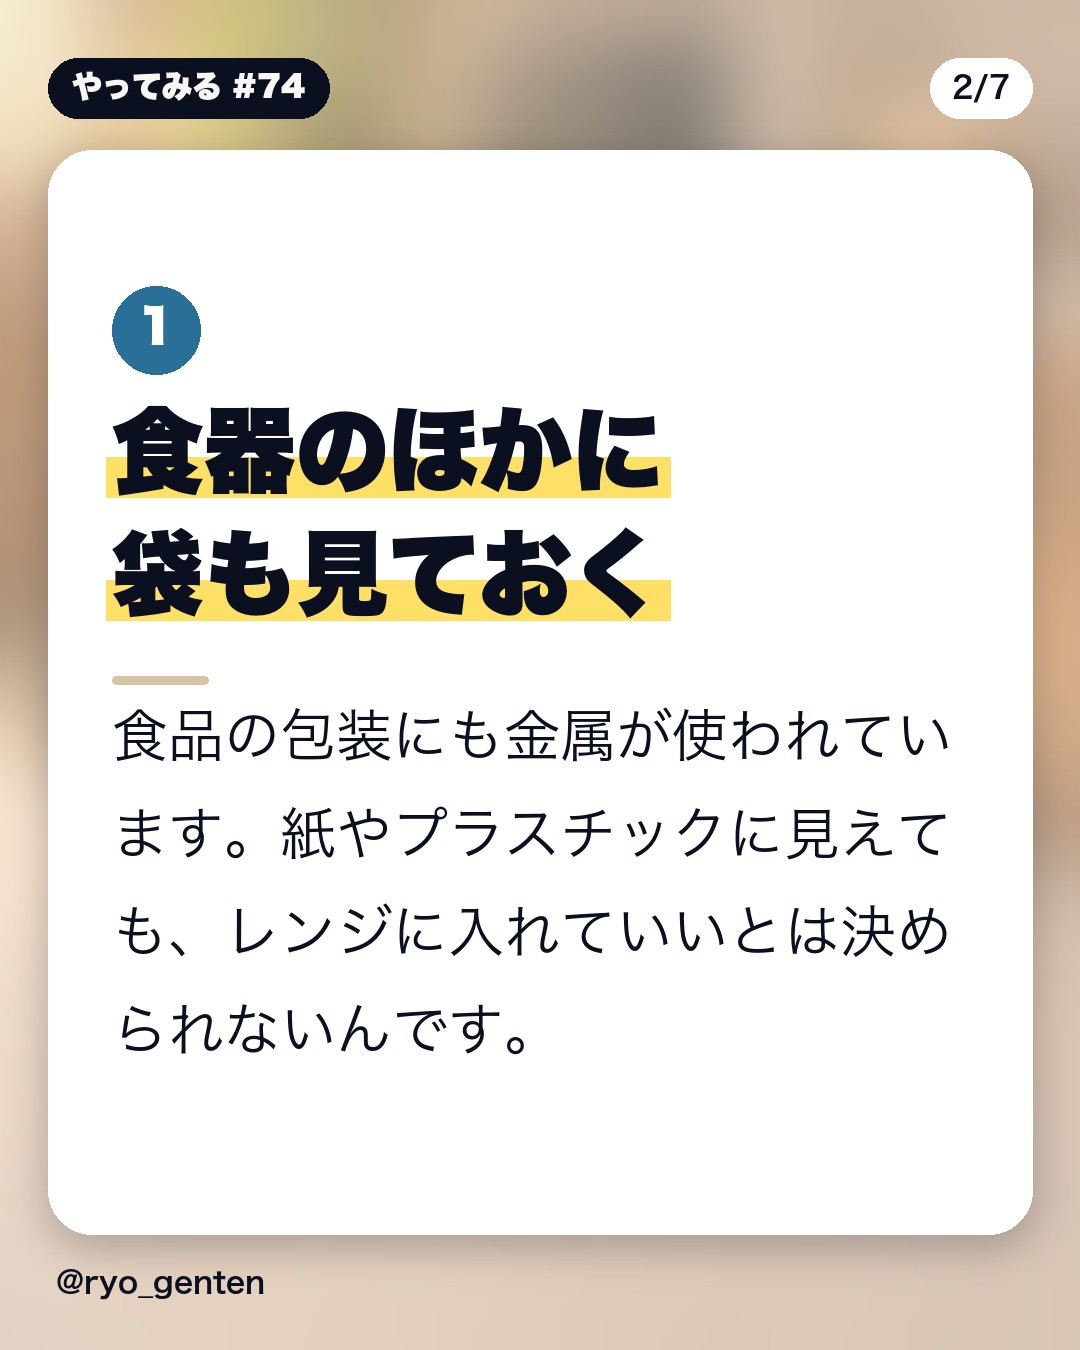 やってみる #74
2/7
1
食器のほかに
袋も見ておく
食品の包装にも金属が使われてい
ます。紙やプラスチックに見えて
も、レンジに入れていいとは決め
られないんです。
@ryo_genten